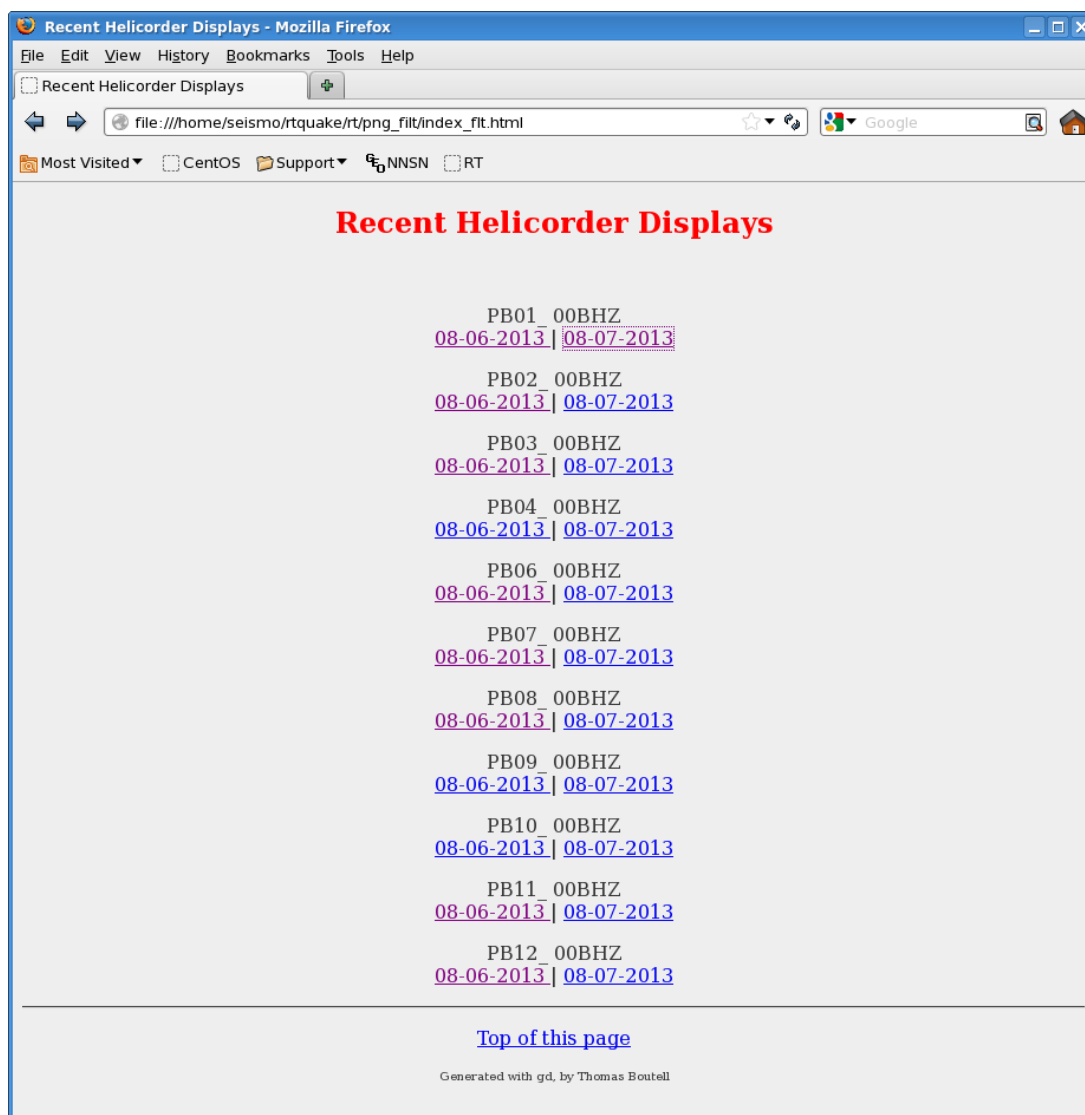 Recent Helicorder Displays - Mozilla Firefox
File Edit View History Bookmarks Tools Help
Recent Helicorder Displays
file:///home/seismo/rtquake/rt/png_filt/index_flt.html
Google
Most Visited CentOS Support GEO NNSN RT
Recent Helicorder Displays
PB01_ 00BHZ
08-06-2013 | 08-07-2013
PB02_ 00BHZ
08-06-2013 | 08-07-2013
PB03_ 00BHZ
08-06-2013 | 08-07-2013
PB04_ 00BHZ
08-06-2013 | 08-07-2013
PB06_ 00BHZ
08-06-2013 | 08-07-2013
PB07_ 00BHZ
08-06-2013 | 08-07-2013
PB08_ 00BHZ
08-06-2013 | 08-07-2013
PB09_ 00BHZ
08-06-2013 | 08-07-2013
PB10_ 00BHZ
08-06-2013 | 08-07-2013
PB11_ 00BHZ
08-06-2013 | 08-07-2013
PB12_ 00BHZ
08-06-2013 | 08-07-2013
Top of this page
Generated with gd, by Thomas Boutell